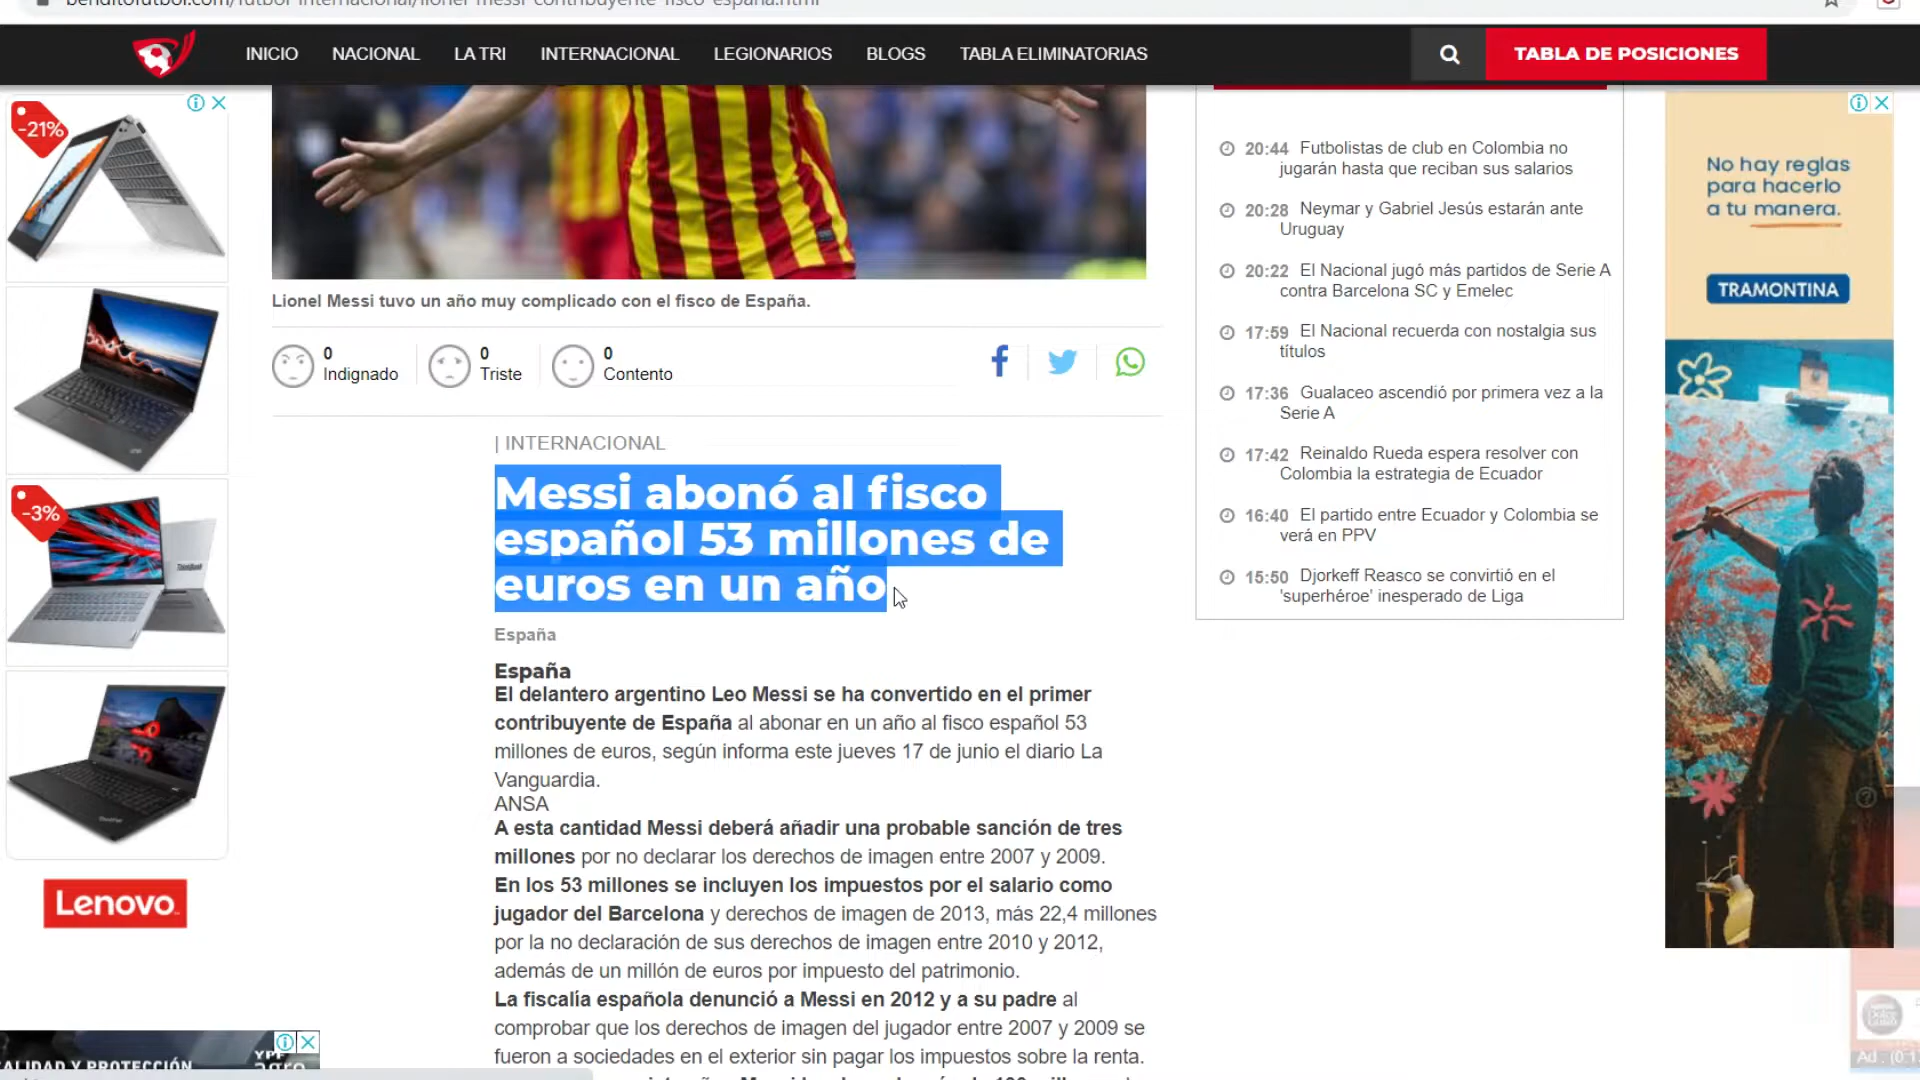 benditofutbol.com/futbol-internacional/lionel-messi-contribuyente-fisco-espana.html
INICIO NACIONAL LA TRI INTERNACIONAL LEGIONARIOS BLOGS TABLA ELIMINATORIAS
TABLA DE POSICIONES
-21%
-3%
Lenovo
ALIDAD Y PROTECCIÓN
YPF
agro
Lionel Messi tuvo un año muy complicado con el fisco de España.
0
Indignado
0
Triste
0
Contento
| INTERNACIONAL
Messi abonó al fisco
español 53 millones de
euros en un año
España
España
El delantero argentino Leo Messi se ha convertido en el primer
contribuyente de España al abonar en un año al fisco español 53
millones de euros, según informa este jueves 17 de junio el diario La
Vanguardia.
ANSA
A esta cantidad Messi deberá añadir una probable sanción de tres
millones por no declarar los derechos de imagen entre 2007 y 2009.
En los 53 millones se incluyen los impuestos por el salario como
jugador del Barcelona y derechos de imagen de 2013, más 22,4 millones
por la no declaración de sus derechos de imagen entre 2010 y 2012,
además de un millón de euros por impuesto del patrimonio.
La fiscalía española denunció a Messi en 2012 y a su padre al
comprobar que los derechos de imagen del jugador entre 2007 y 2009 se
fueron a sociedades en el exterior sin pagar los impuestos sobre la renta.
20:44 Futbolistas de club en Colombia no
jugarán hasta que reciban sus salarios
20:28 Neymar y Gabriel Jesús estarán ante
Uruguay
20:22 El Nacional jugó más partidos de Serie A
contra Barcelona SC y Emelec
17:59 El Nacional recuerda con nostalgia sus
títulos
17:36 Gualaceo ascendió por primera vez a la
Serie A
17:42 Reinaldo Rueda espera resolver con
Colombia la estrategia de Ecuador
16:40 El partido entre Ecuador y Colombia se
verá en PPV
15:50 Djorkeff Reasco se convirtió en el
'superhéroe' inesperado de Liga
No hay reglas
para hacerlo
a tu manera.
TRAMONTINA